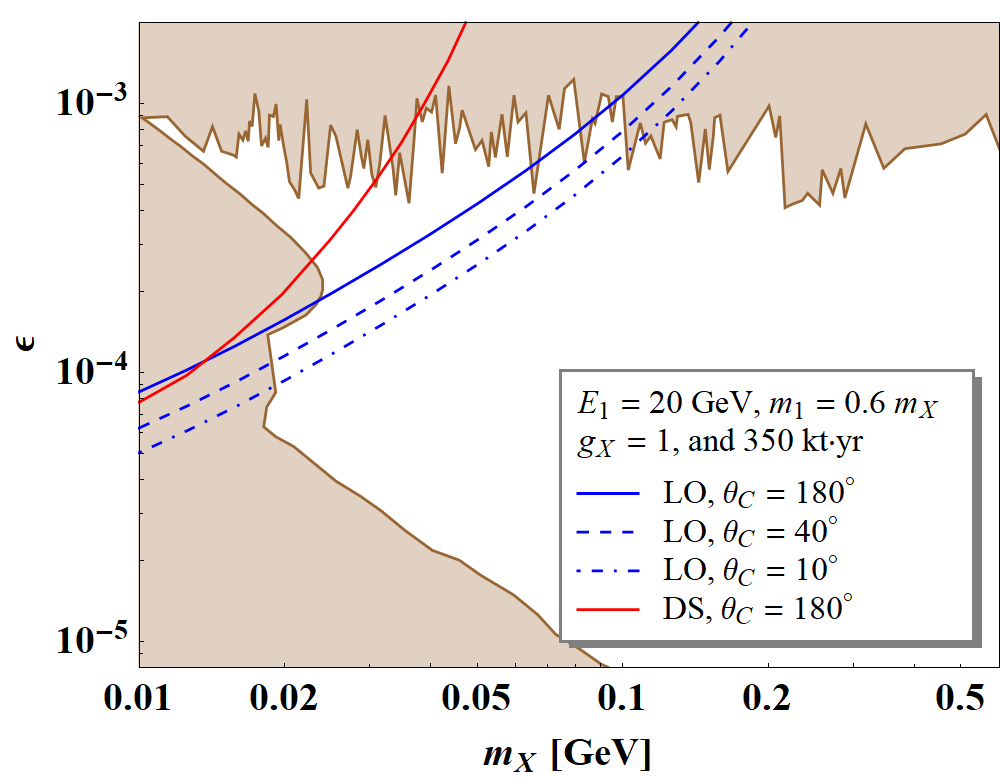 10⁻³
10⁻⁴
10⁻⁵
ϵ
0.01 0.02 0.05 0.1 0.2 0.5
m_X [GeV]
E₁ = 20 GeV, m₁ = 0.6 m_X
g_X = 1, and 350 kt·yr
LO, θ_C = 180°
LO, θ_C = 40°
LO, θ_C = 10°
DS, θ_C = 180°